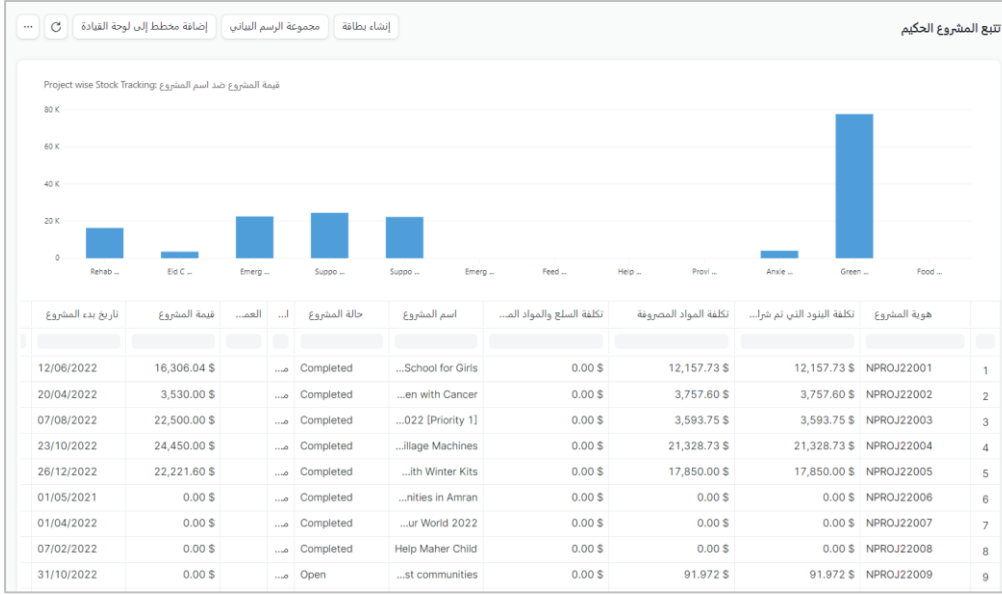 تتبع المشروع الحكيم
إنشاء بطاقة
مجموعة الرسم البياني
إضافة مخطط إلى لوحة القيادة
...
Project wise Stock Tracking: قيمة المشروع ضد اسم المشروع
80 K
60 K
40 K
20 K
0
Rehab ... Eid C ... Emerg ... Suppo ... Suppo ... Emerg ... Feed ... Help ... Provi ... Anxie ... Green ... Food ...
هوية المشروع تكلفة البنود التي تم شرا... تكلفة المواد المصروفة تكلفة السلع والمواد المـ... اسم المشروع حالة المشروع ا... العمـ... قيمة المشروع تاريخ بدء المشروع
1 NPROJ22001 12,157.73 $ 12,157.73 $ 0.00 $ ...School for Girls Completed مـ... 16,306.04 $ 12/06/2022
2 NPROJ22002 3,757.60 $ 3,757.60 $ 0.00 $ ...en with Cancer Completed مـ... 3,530.00 $ 20/04/2022
3 NPROJ22003 3,593.75 $ 3,593.75 $ 0.00 $ ...022 [Priority 1] Completed مـ... 22,500.00 $ 07/08/2022
4 NPROJ22004 21,328.73 $ 21,328.73 $ 0.00 $ ...illage Machines Completed مـ... 24,450.00 $ 23/10/2022
5 NPROJ22005 17,850.00 $ 17,850.00 $ 0.00 $ ...ith Winter Kits Completed مـ... 22,221.60 $ 26/12/2022
6 NPROJ22006 0.00 $ 0.00 $ 0.00 $ ...nities in Amran Completed مـ... 0.00 $ 01/05/2021
7 NPROJ22007 0.00 $ 0.00 $ 0.00 $ ...ur World 2022 Completed مـ... 0.00 $ 01/04/2022
8 NPROJ22008 0.00 $ 0.00 $ 0.00 $ Help Maher Child Completed مـ... 0.00 $ 07/02/2022
9 NPROJ22009 91.972 $ 91.972 $ 0.00 $ ...st communities Open مـ... 0.00 $ 31/10/2022